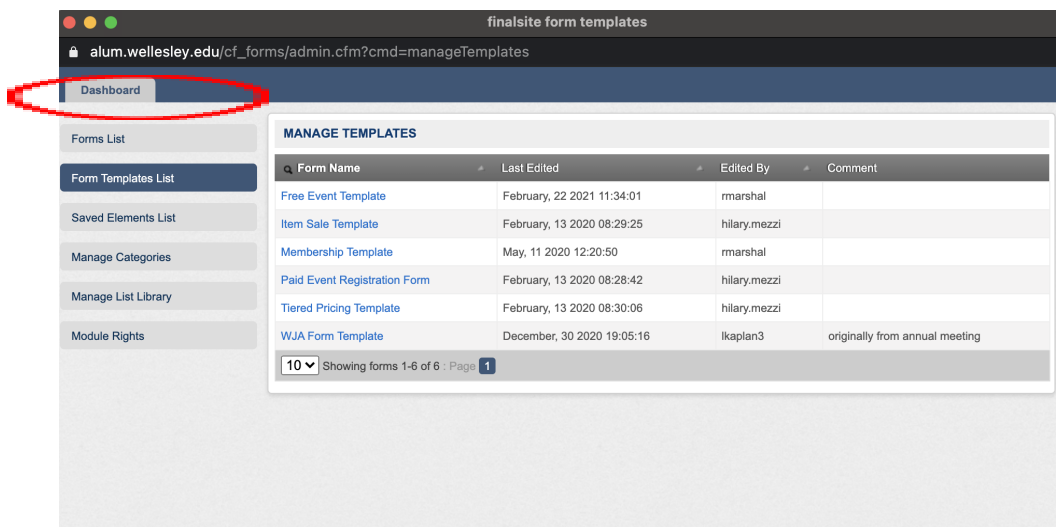 finalsite form templates
alum.wellesley.edu/cf_forms/admin.cfm?cmd=manageTemplates
Dashboard
Forms List
Form Templates List
Saved Elements List
Manage Categories
Manage List Library
Module Rights
MANAGE TEMPLATES
Form Name Last Edited Edited By Comment
Free Event Template February, 22 2021 11:34:01 rmarshal
Item Sale Template February, 13 2020 08:29:25 hilary.mezzi
Membership Template May, 11 2020 12:20:50 rmarshal
Paid Event Registration Form February, 13 2020 08:28:42 hilary.mezzi
Tiered Pricing Template February, 13 2020 08:30:06 hilary.mezzi
WJA Form Template December, 30 2020 19:05:16 lkaplan3 originally from annual meeting
10 Showing forms 1-6 of 6 : Page 1